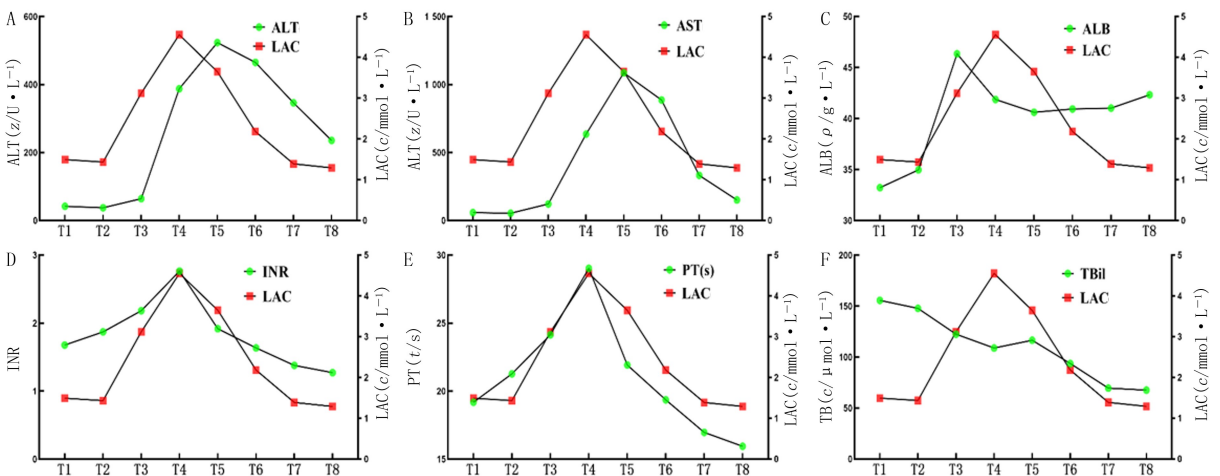 A
ALT
LAC
ALT(z/U·L⁻¹)
600
400
200
0
LAC(c/mmol·L⁻¹)
5
4
3
2
1
0
T1 T2 T3 T4 T5 T6 T7 T8
B
AST
LAC
ALT(z/U·L⁻¹)
1 500
1 000
500
0
LAC(c/mmol·L⁻¹)
5
4
3
2
1
0
T1 T2 T3 T4 T5 T6 T7 T8
C
ALB
LAC
ALB(ρ/g·L⁻¹)
50
45
40
35
30
LAC(c/mmol·L⁻¹)
5
4
3
2
1
0
T1 T2 T3 T4 T5 T6 T7 T8
D
INR
LAC
INR
3
2
1
0
LAC(c/mmol·L⁻¹)
5
4
3
2
1
0
T1 T2 T3 T4 T5 T6 T7 T8
E
PT(s)
LAC
PT(t/s)
30
25
20
15
LAC(c/mmol·L⁻¹)
5
4
3
2
1
0
T1 T2 T3 T4 T5 T6 T7 T8
F
TBil
LAC
TB(c/μmol·L⁻¹)
200
150
100
50
0
LAC(c/mmol·L⁻¹)
5
4
3
2
1
0
T1 T2 T3 T4 T5 T6 T7 T8